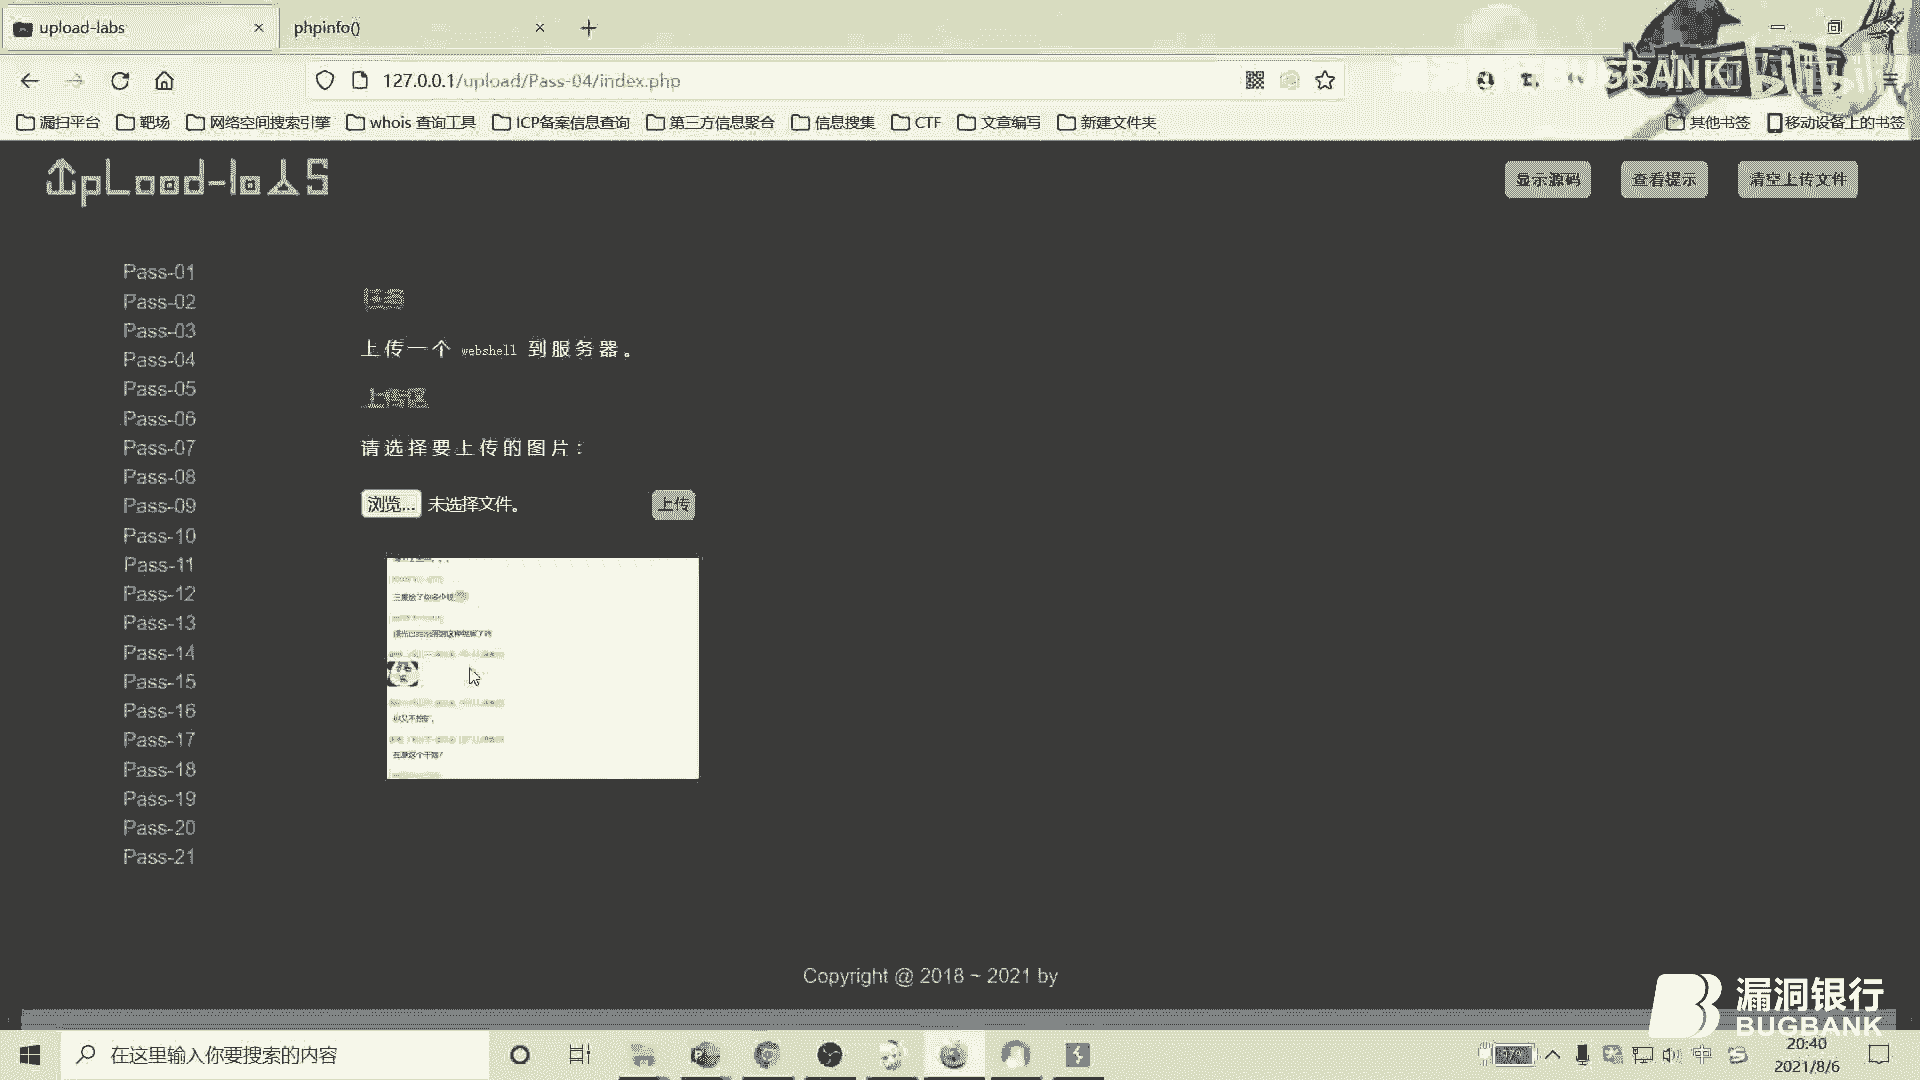 upload-labs
phpinfo()
127.0.0.1/upload/Pass-04/index.php
BUGBANK
bilibili
漏扫平台
靶场
网络空间搜索引擎
whois 查询工具
ICP备案信息查询
第三方信息聚合
信息搜集
CTF
文章编写
新建文件夹
其他书签
移动设备上的书签
UpLoad-labS
显示源码
查看提示
清空上传文件
Pass-01
Pass-02
Pass-03
Pass-04
Pass-05
Pass-06
Pass-07
Pass-08
Pass-09
Pass-10
Pass-11
Pass-12
Pass-13
Pass-14
Pass-15
Pass-16
Pass-17
Pass-18
Pass-19
Pass-20
Pass-21
任务
上传一个 webshell 到服务器。
上传区
请选择要上传的图片：
浏览... 未选择文件。
上传
Copyright @ 2018 ~ 2021 by
漏洞银行
BUGBANK
在这里输入你要搜索的内容
中
20:40
2021/8/6